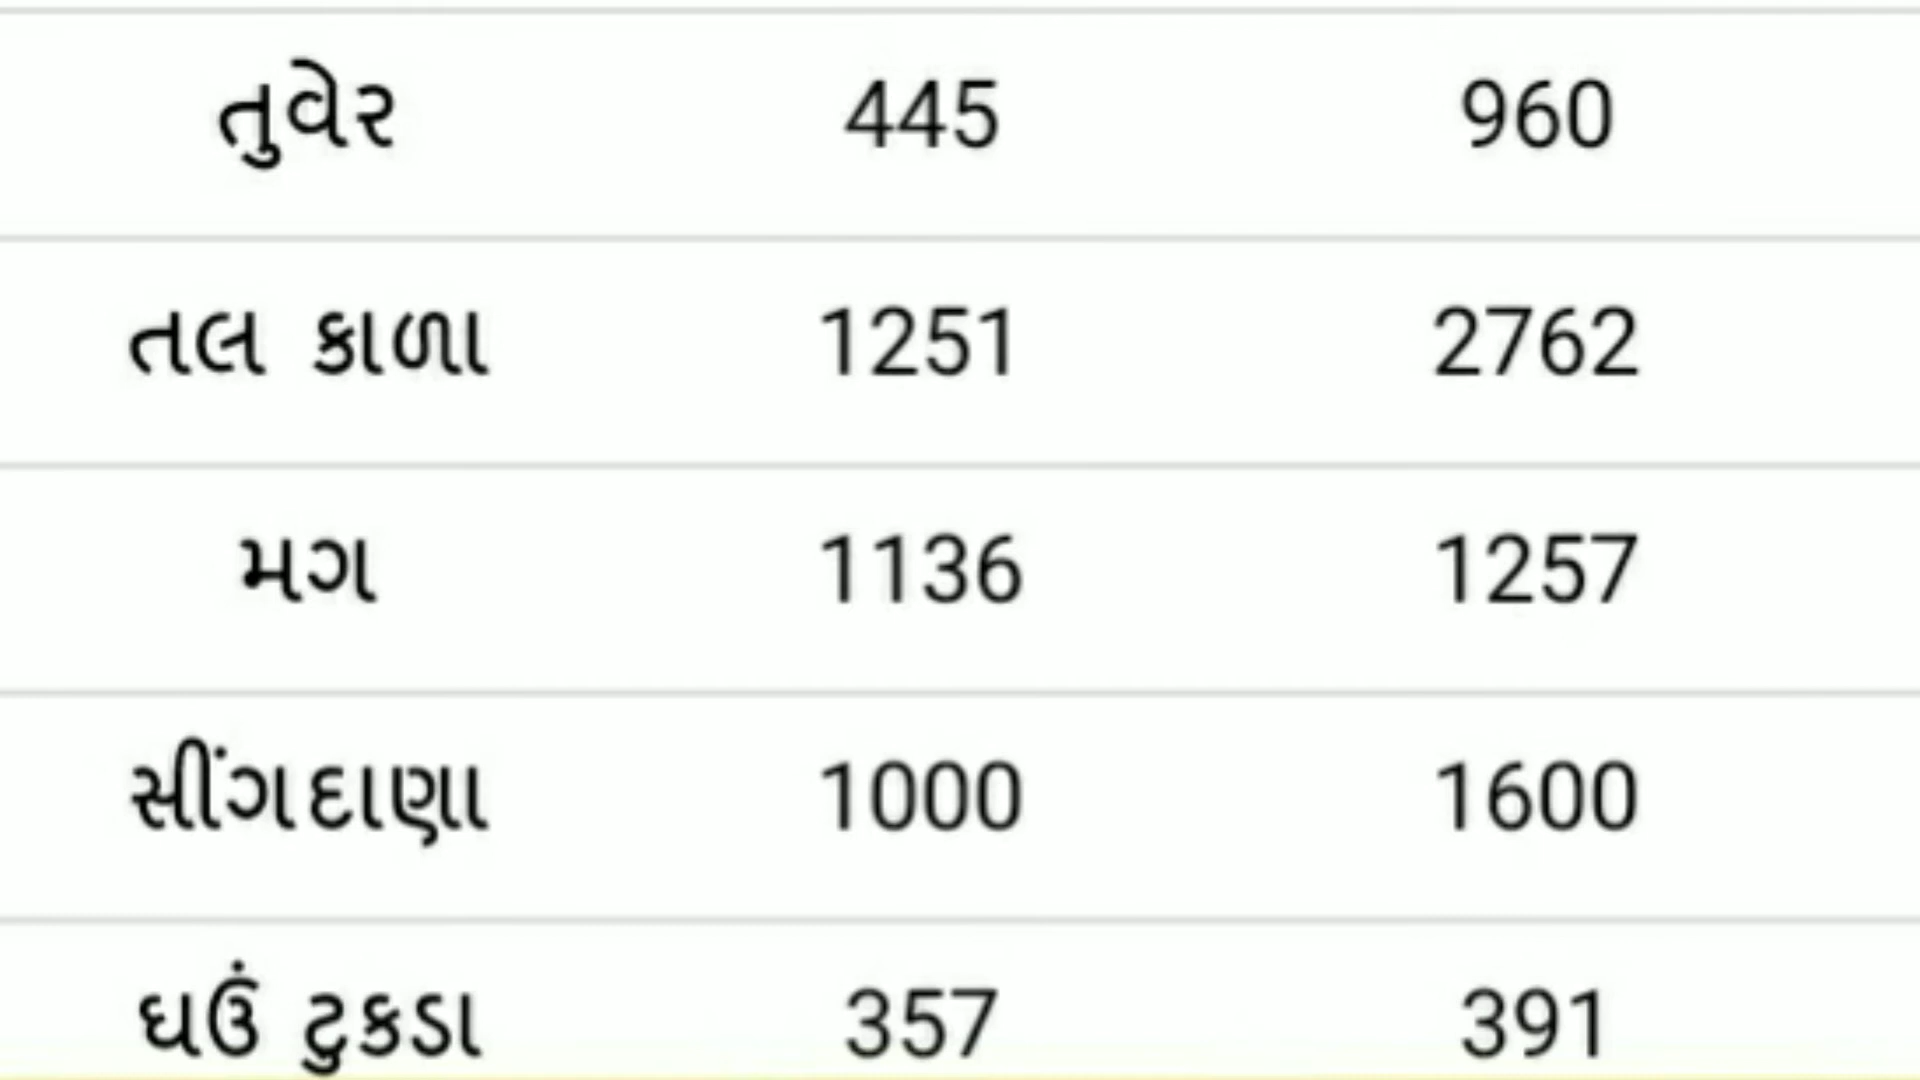 તુવેર 445 960
તલ કાળા 1251 2762
મગ 1136 1257
સીંગદાણા 1000 1600
ઘઉં ટુકડા 357 391